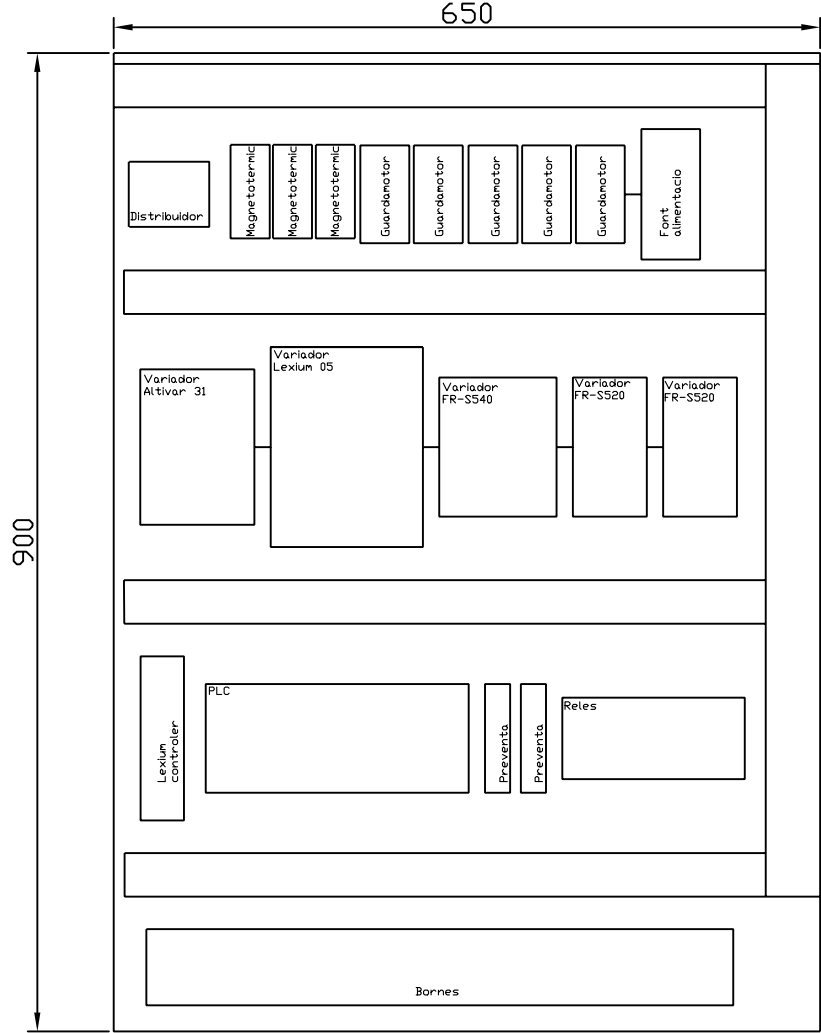 650
900
Distribuidor
Magnetotermic
Magnetotermic
Magnetotermic
Guardamotor
Guardamotor
Guardamotor
Guardamotor
Guardamotor
Font
alimentacio
Variador
Altivar 31
Variador
Lexium 05
Variador
FR-S540
Variador
FR-S520
Variador
FR-S520
Lexium
controler
PLC
Preventa
Preventa
Reles
Bornes